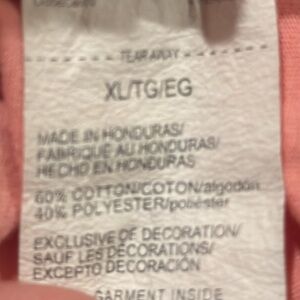 TEAR AWAY
XL/TG/EG
MADE IN HONDURAS/
FABRIQUÉ AU HONDURAS/
HECHO EN HONDURAS
60% COTTON/COTON/algodón
40% POLYESTER/poliéster
EXCLUSIVE OF DECORATION/
SAUF LES DÉCORATIONS/
EXCEPTO DECORACIÓN
GARMENT INSIDE